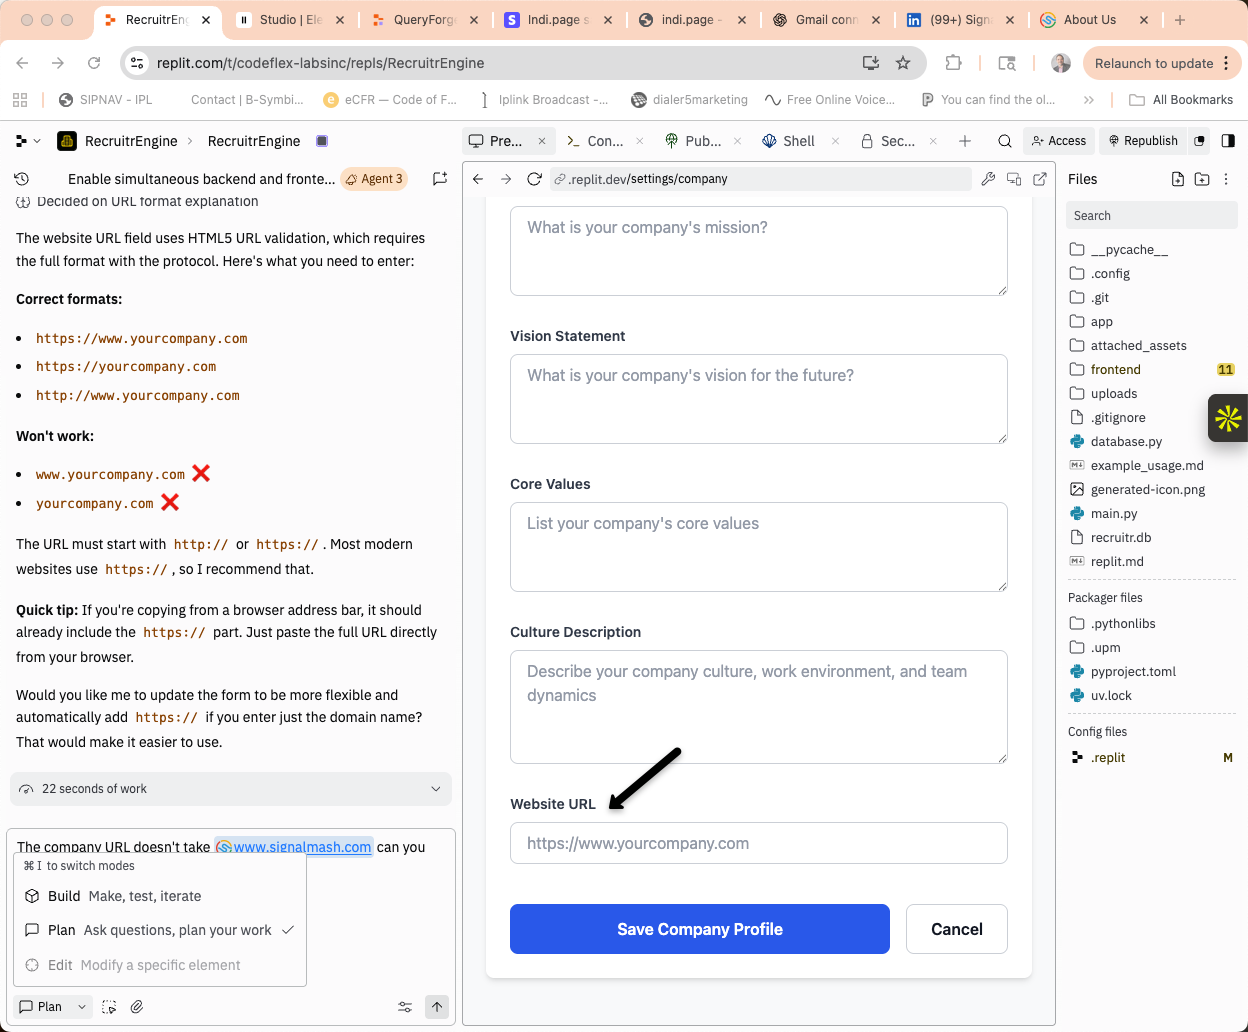 RecruitrEng
Studio | Ele
QueryForge
Indi.page s
indi.page -
Gmail conn
(99+) Sign
About Us
replit.com/t/codeflex-labsinc/repls/RecruitrEngine
Relaunch to update
SIPNAV - IPL
Contact | B-Symbi...
eCFR — Code of F...
Iplink Broadcast -...
dialer5marketing
Free Online Voice...
You can find the ol...
All Bookmarks
RecruitrEngine
RecruitrEngine
Pre...
Con...
Pub...
Shell
Sec...
Access
Republish
Enable simultaneous backend and fronte...
Agent 3
.replit.dev/settings/company
Files
Decided on URL format explanation
The website URL field uses HTML5 URL validation, which requires
the full format with the protocol. Here's what you need to enter:
Correct formats:
• https://www.yourcompany.com
• https://yourcompany.com
• http://www.yourcompany.com
Won't work:
• www.yourcompany.com ❌
• yourcompany.com ❌
The URL must start with http:// or https:// . Most modern
websites use https:// , so I recommend that.
Quick tip: If you're copying from a browser address bar, it should
already include the https:// part. Just paste the full URL directly
from your browser.
Would you like me to update the form to be more flexible and
automatically add https:// if you enter just the domain name?
That would make it easier to use.
22 seconds of work
The company URL doesn't take www.signalmash.com can you
⌘ I to switch modes
Build Make, test, iterate
Plan Ask questions, plan your work
Edit Modify a specific element
Plan
What is your company's mission?
Vision Statement
What is your company's vision for the future?
Core Values
List your company's core values
Culture Description
Describe your company culture, work environment, and team
dynamics
Website URL
https://www.yourcompany.com
Save Company Profile
Cancel
Search
__pycache__
.config
.git
app
attached_assets
frontend 11
uploads
.gitignore
database.py
example_usage.md
generated-icon.png
main.py
recruitr.db
replit.md
Packager files
.pythonlibs
.upm
pyproject.toml
uv.lock
Config files
.replit M